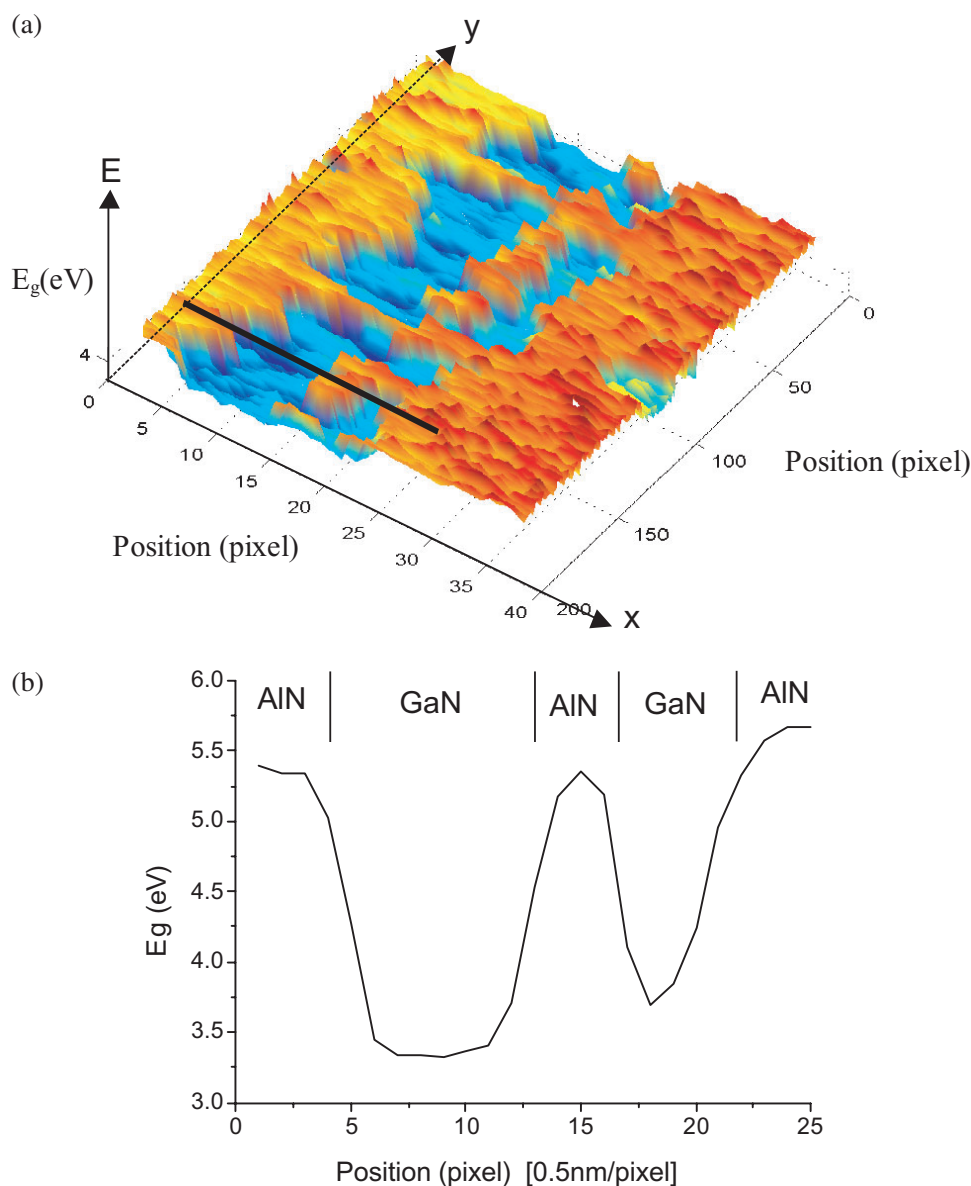 (a)
y
E
E_g(eV)
4
0
5
10
15
20
25
30
35
40
0
50
100
150
200
Position (pixel)
Position (pixel)
x
(b)
AlN GaN AlN GaN AlN
6.0
5.5
5.0
4.5
4.0
3.5
3.0
Eg (eV)
0 5 10 15 20 25
Position (pixel) [0.5nm/pixel]